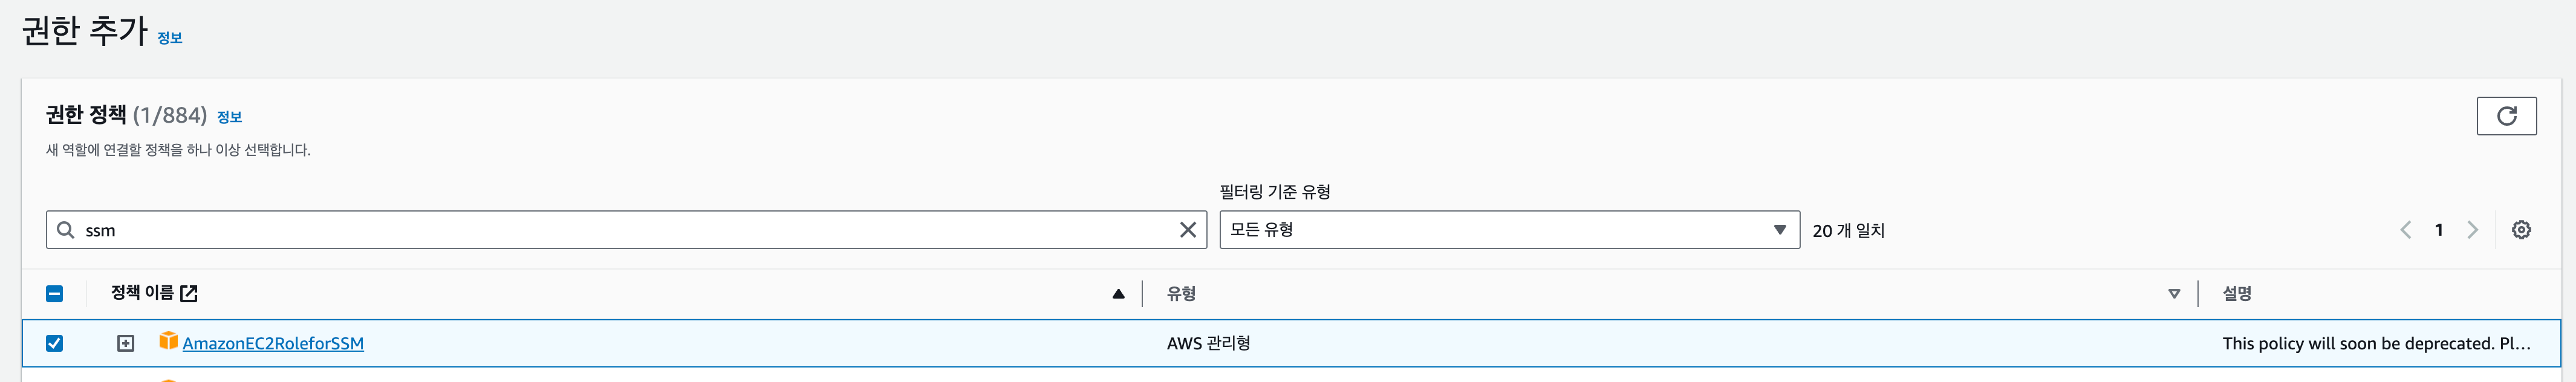 권한 추가 정보
권한 정책 (1/884) 정보
새 역할에 연결할 정책을 하나 이상 선택합니다.
필터링 기준 유형
ssm 모든 유형 20 개 일치 1
정책 이름 유형 설명
AmazonEC2RoleforSSM AWS 관리형 This policy will soon be deprecated. Pl...